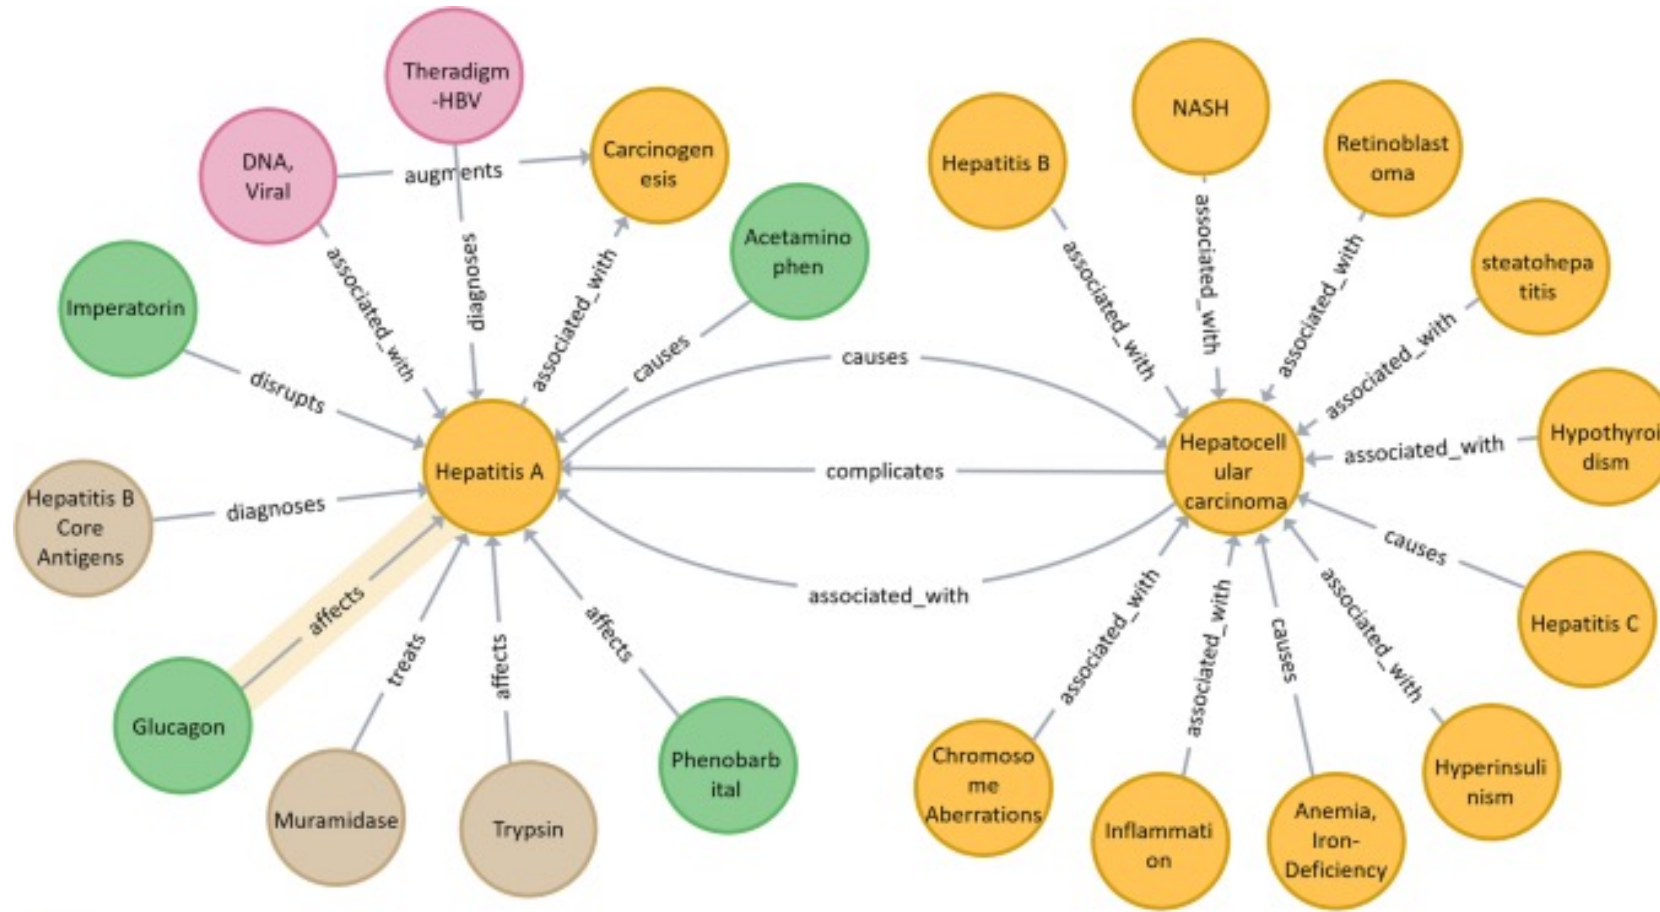 Theradigm
-HBV
DNA,
Viral
augments
Carcinogen
esis
Hepatitis B
NASH
Retinoblast
oma
Imperatorin
associated_with
diagnoses
associated_with
Acetamino
phen
causes
disrupts
causes
associated_with
associated_with
associated_with
associated_with
steatohepa
titis
Hepatitis A
complicates
Hepatocell
ular
carcinoma
associated_with
Hypothyroi
dism
Hepatitis B
Core
Antigens
diagnoses
associated_with
causes
Hepatitis C
affects
treats
affects
affects
associated_with
associated_with
causes
associated_with
Glucagon
Muramidase
Trypsin
Phenobarb
ital
Chromoso
me
Aberrations
Inflammati
on
Anemia,
Iron-
Deficiency
Hyperinsuli
nism